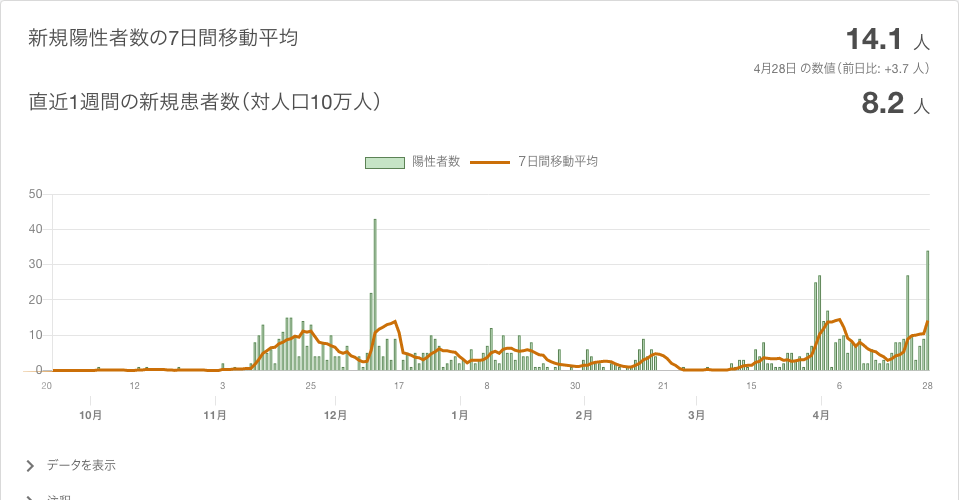 新規陽性者数の7日間移動平均
14.1 人
4月28日 の数値（前日比: +3.7 人）
直近1週間の新規患者数（対人口10万人）
8.2 人
陽性者数 7日間移動平均
50
40
30
20
10
0
20 12 3 25 17 8 30 21 15 6 28
10月 11月 12月 1月 2月 3月 4月
データを表示
注釈